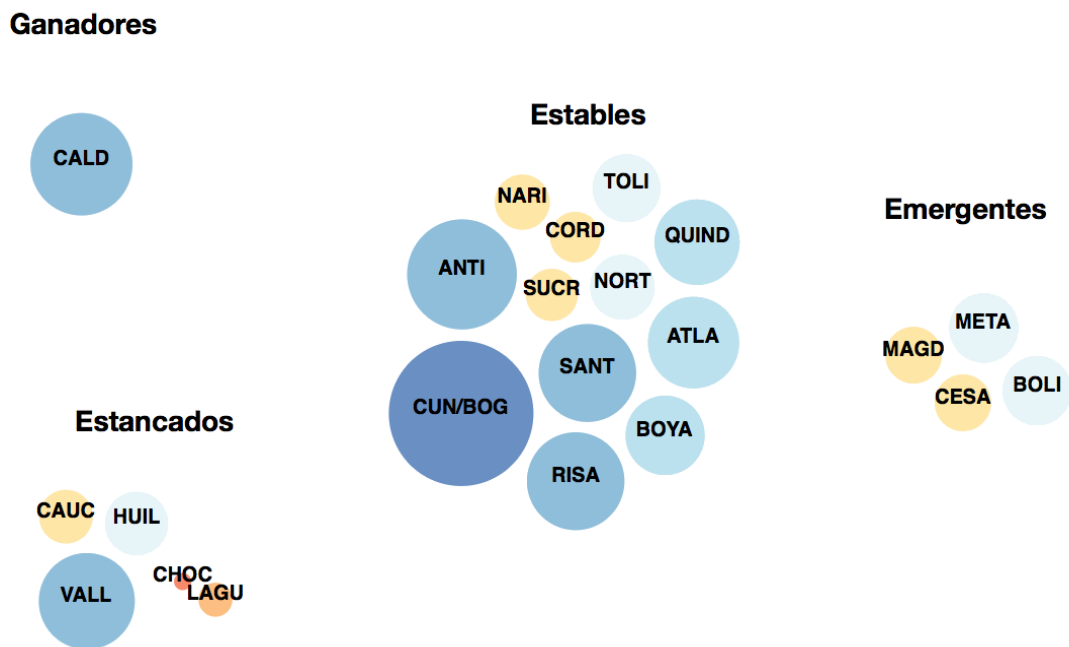 Ganadores
CALD
Estables
NARI
TOLI
CORD
QUIND
ANTI
SUCR
NORT
ATLA
SANT
CUN/BOG
BOYA
RISA
Emergentes
META
MAGD
BOLI
CESA
Estancados
CAUC
HUIL
CHOC
VALL
LAGU